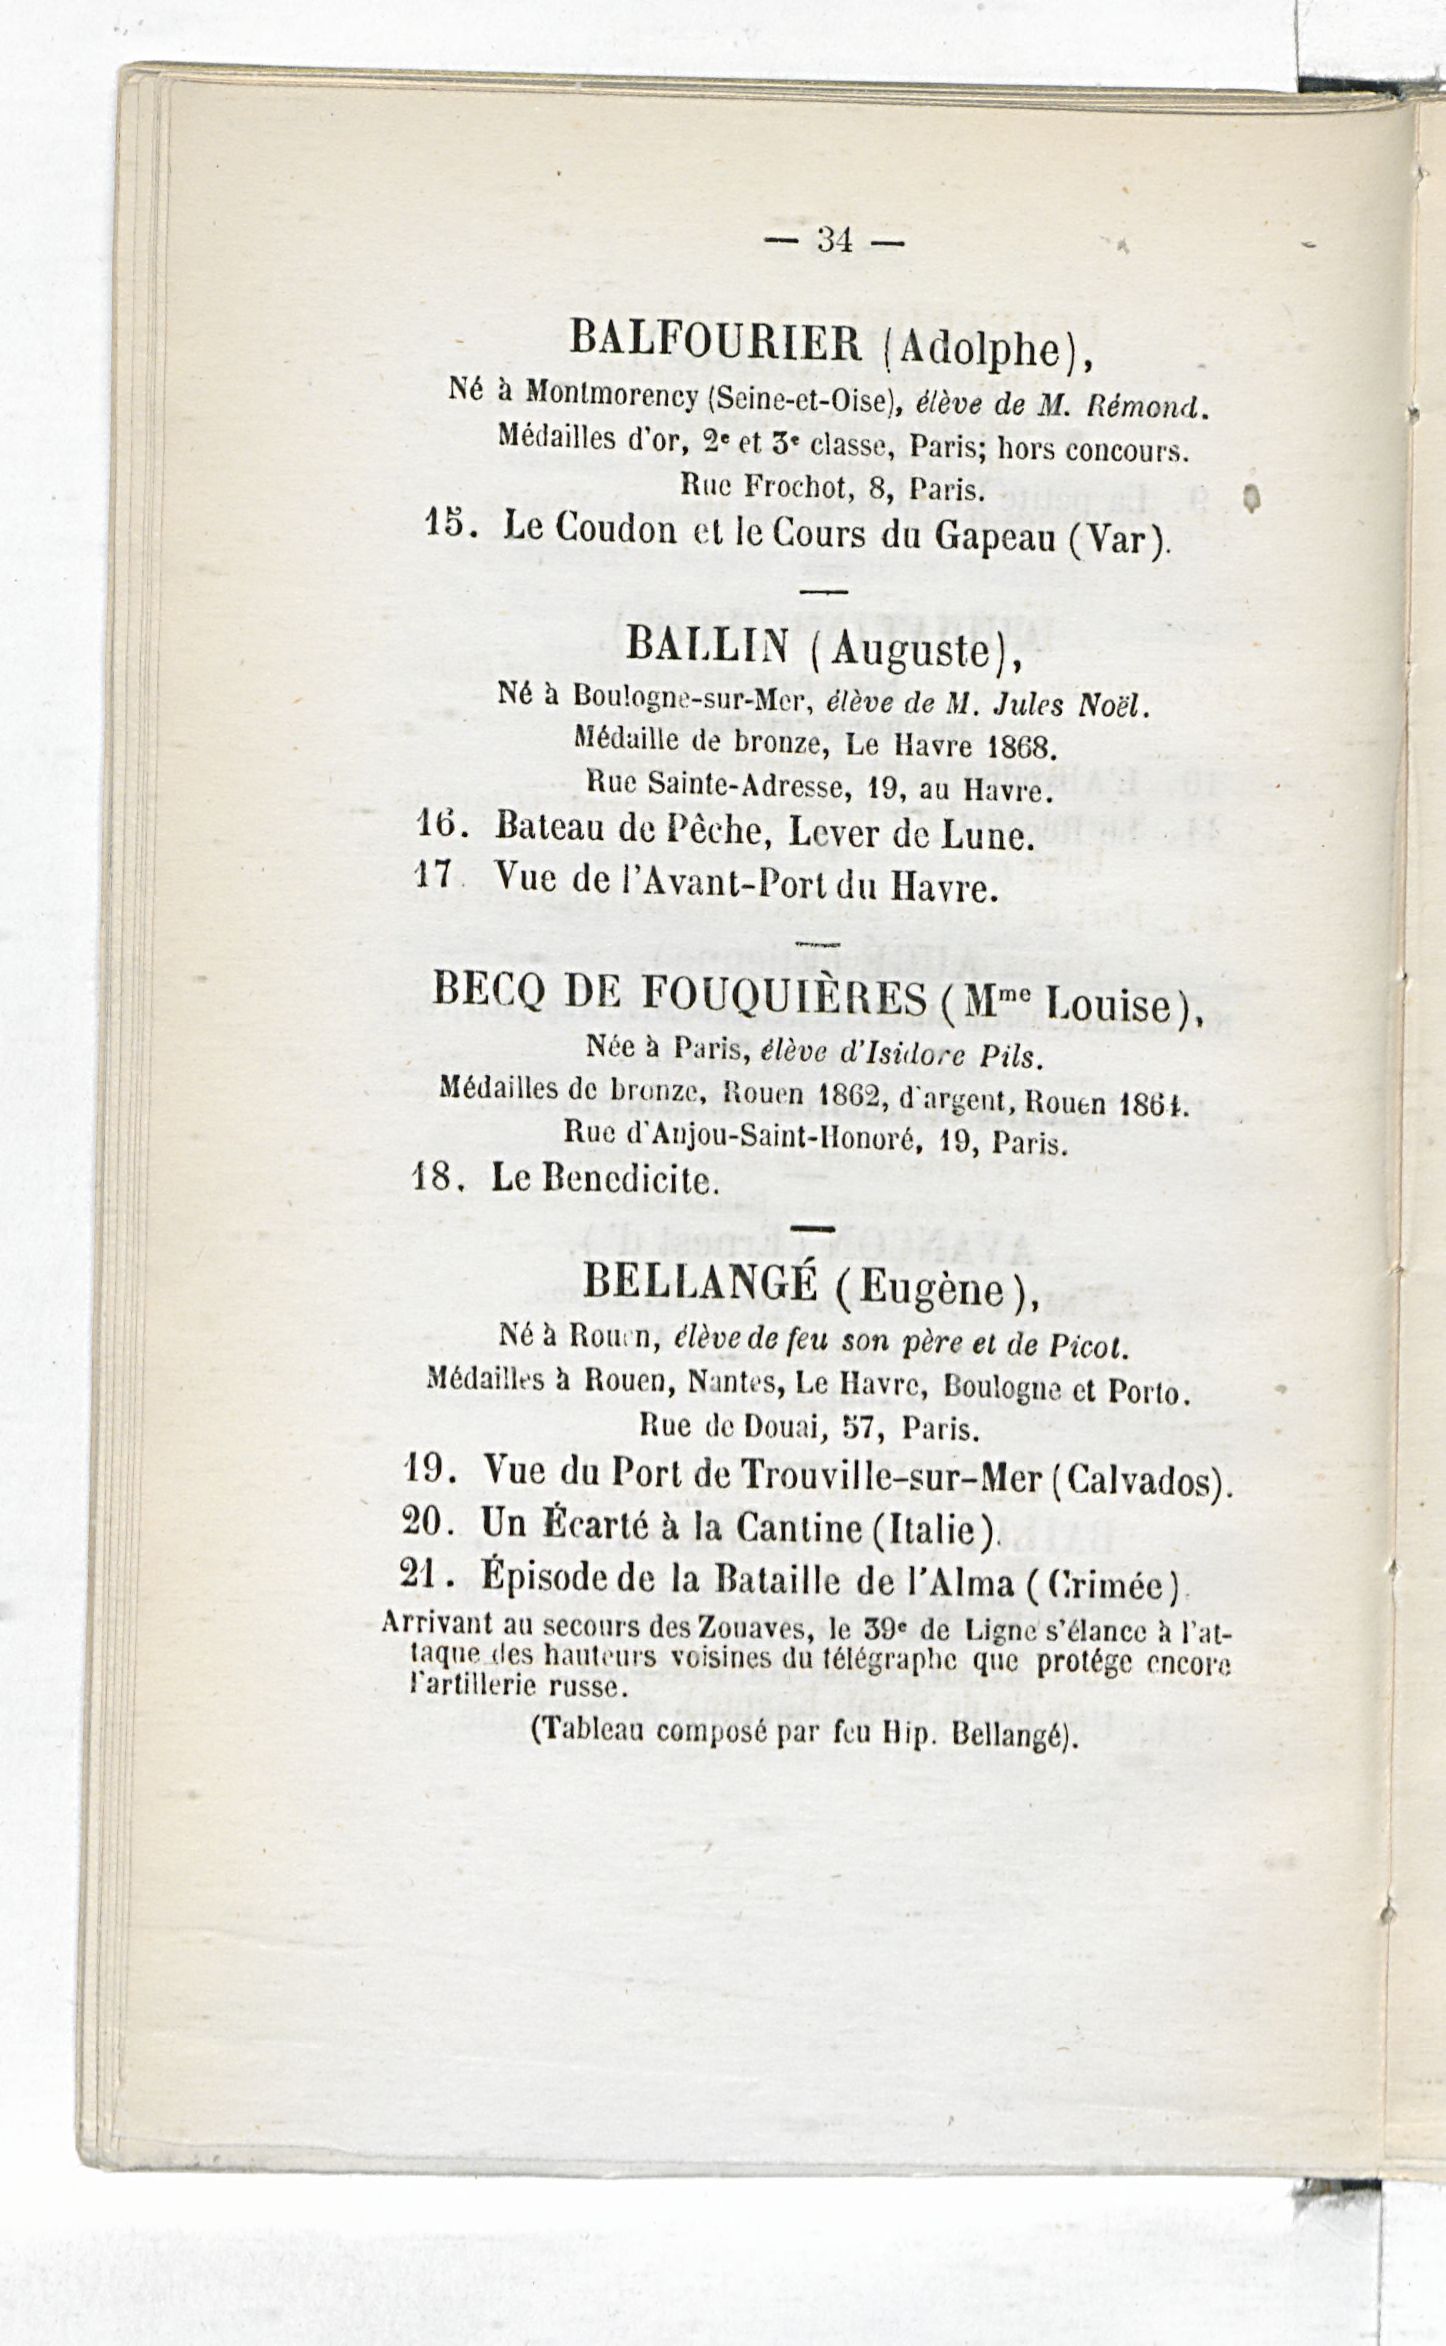 — 34 —
BALFOURIER (Adolphe),
Né à Montmorency (Seine-et-Oise), élève de M. Rémond.
Médailles d'or, 2e et 3e classe, Paris; hors concours.
Rue Frochot, 8, Paris.
15. Le Coudon et le Cours du Gapeau (Var).
BALLIN (Auguste),
Né à Boulogne-sur-Mer, élève de M. Jules Noël.
Médaille de bronze, Le Havre 1868.
Rue Sainte-Adresse, 19, au Havre.
16. Bateau de Pêche, Lever de Lune.
17. Vue de l'Avant-Port du Havre.
BECQ DE FOUQUIÈRES (Mme Louise),
Née à Paris, élève d'Isidore Pils.
Médailles de bronze, Rouen 1862, d'argent, Rouen 1864.
Rue d'Anjou-Saint-Honoré, 19, Paris.
18. Le Benedicite.
BELLANGÉ (Eugène),
Né à Rouen, élève de feu son père et de Picot.
Médailles à Rouen, Nantes, Le Havre, Boulogne et Porto.
Rue de Douai, 57, Paris.
19. Vue du Port de Trouville-sur-Mer (Calvados).
20. Un Écarté à la Cantine (Italie).
21. Épisode de la Bataille de l'Alma (Crimée).
Arrivant au secours des Zouaves, le 39e de Ligne s'élance à l'at-
taque des hauteurs voisines du télégraphe que protége encore
l'artillerie russe.
(Tableau composé par feu Hip. Bellangé).